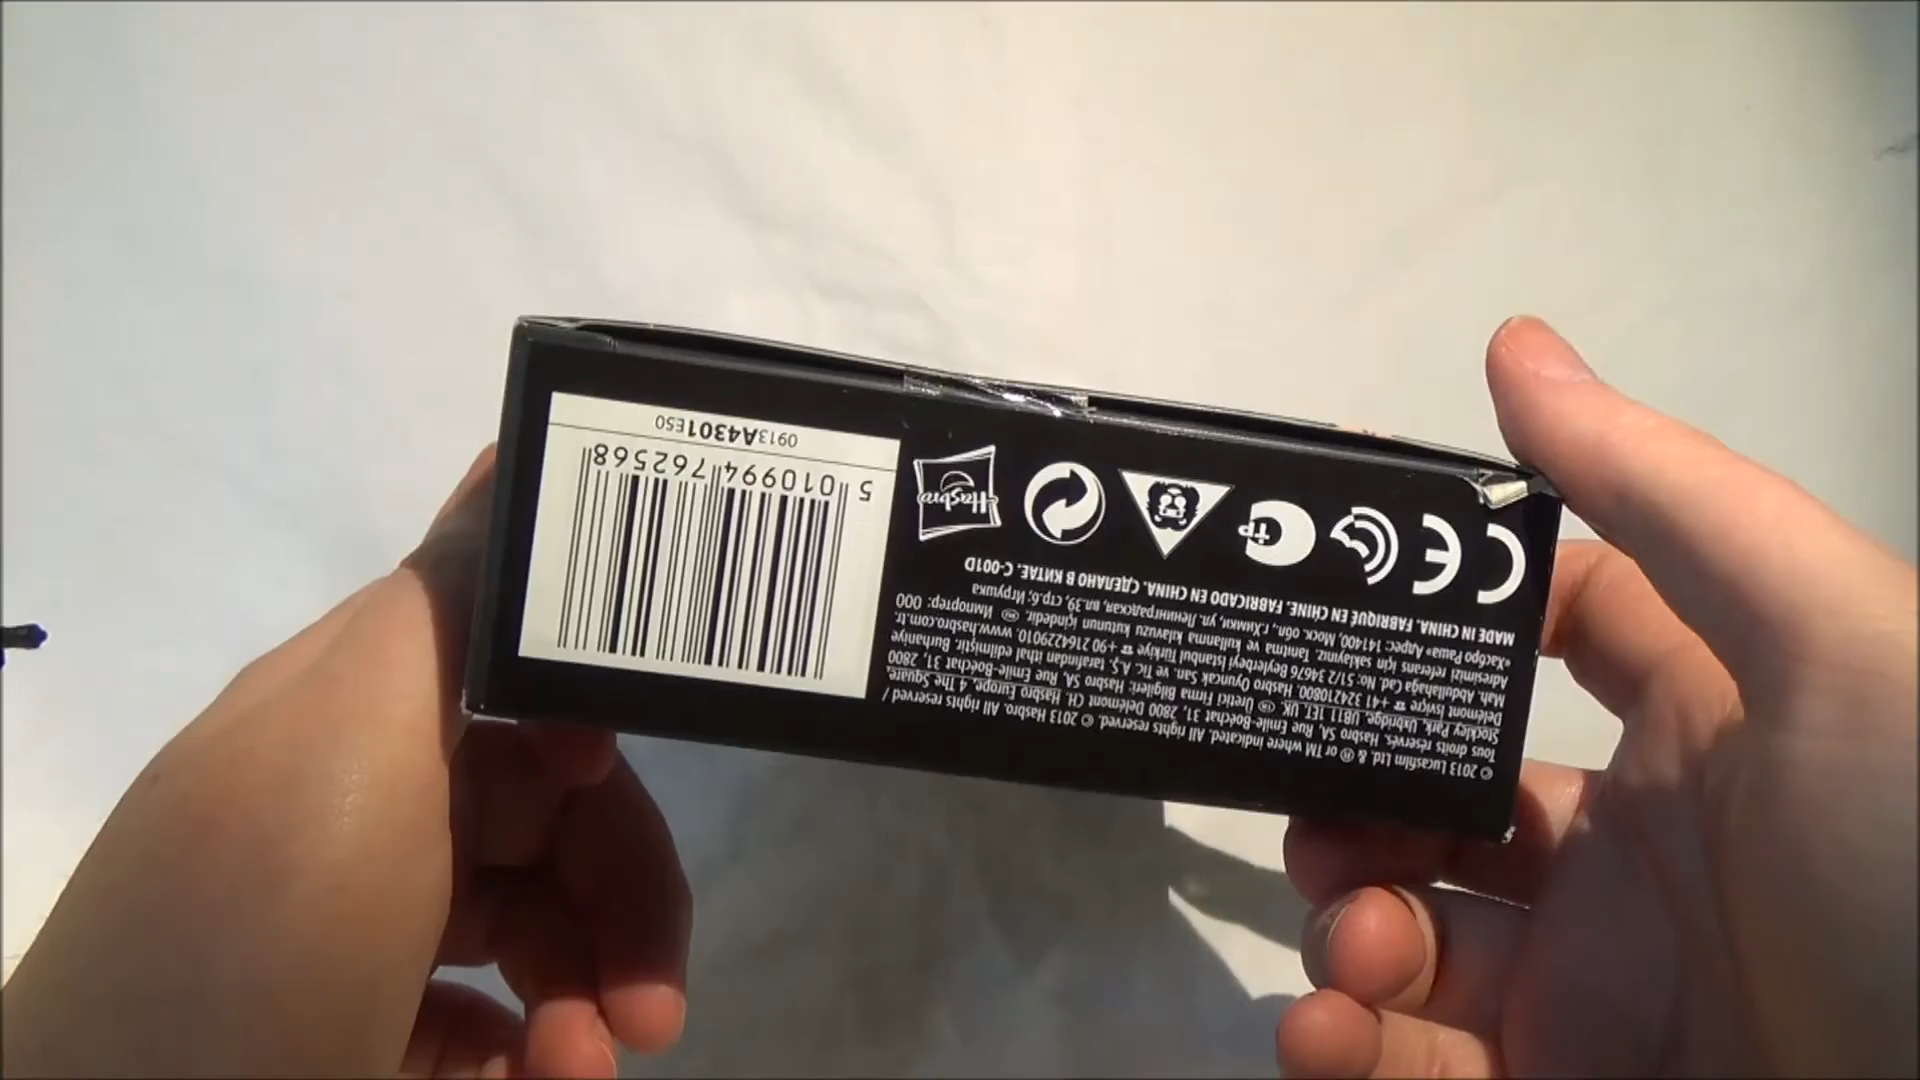 © 2013 Lucasfilm Ltd. & ® or TM where indicated. All rights reserved. © 2013 Hasbro. All rights reserved /
Tous droits réservés. Hasbro SA, Rue Emile-Boéchat 31, 2800 Delémont CH. Hasbro Europe, 4 The Square,
Stockley Park, Uxbridge, UB11 1ET, UK. Üretici Firma Bilgileri: Hasbro SA, Rue Emile-Boéchat 31, 2800
Delémont İsviçre ☎ +41 324210800. Hasbro Oyuncak San. ve Tic. A.Ş. tarafından ithal edilmiştir. Burhaniye
Mah. Abdullahağa Cad. No: 51/2 34676 Beylerbeyi İstanbul Türkiye ☎ +90 2164229010. www.hasbro.com.tr.
Adresimizi referans için saklayınız. Tanıtma ve kullanma kılavuzu kutunun içindedir. Импортер: ООО
«Хасбро Раша» Адрес: 141400, Моск. обл., г.Химки, ул. Ленинградская, вл.39, стр.6; Игрушка
MADE IN CHINA. FABRIQUÉ EN CHINE. FABRICADO EN CHINA. СДЕЛАНО В КИТАЕ. C-001D
CE
Hasbro
5 010994 762568
0913A4301E50